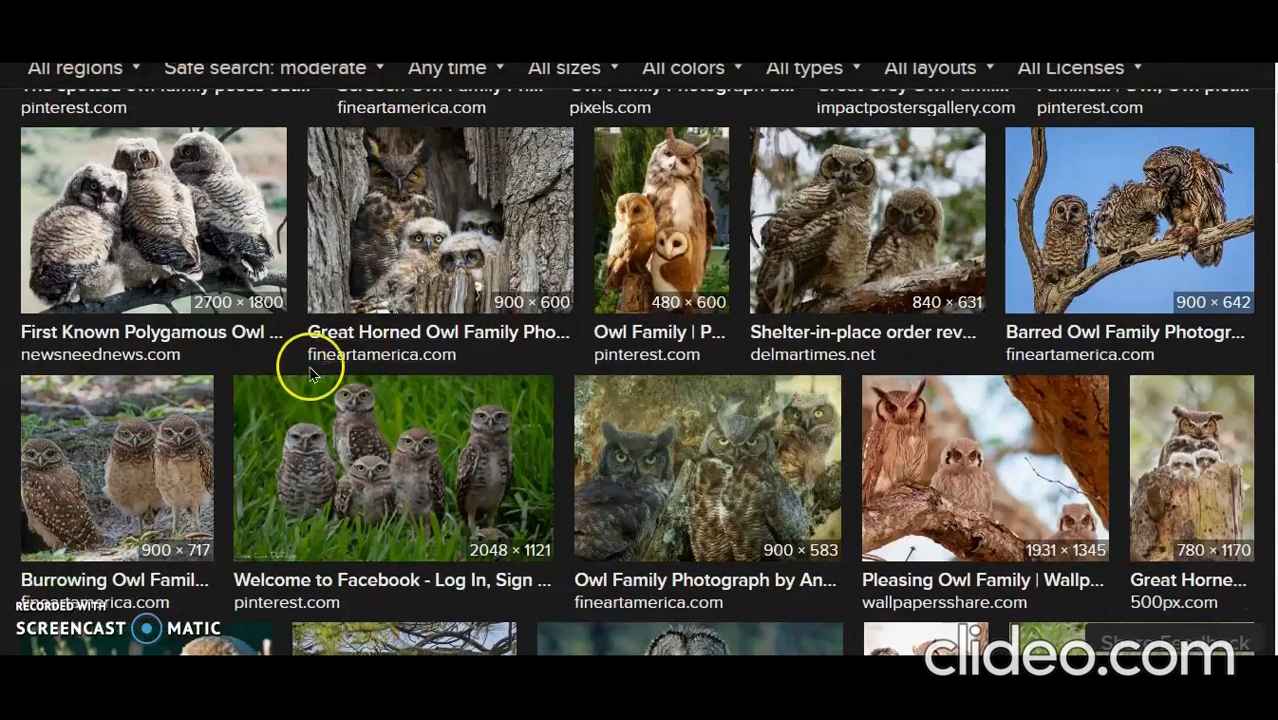 All regions Safe search: moderate Any time All sizes All colors All types All layouts All Licenses
pinterest.com fineartamerica.com pixels.com impactpostersgallery.com pinterest.com
2700 × 1800 900 × 600 480 × 600 840 × 631 900 × 642
First Known Polygamous Owl ... Great Horned Owl Family Pho... Owl Family | P... Shelter-in-place order rev... Barred Owl Family Photogr...
newsneednews.com fineartamerica.com pinterest.com delmartimes.net fineartamerica.com
900 × 717 2048 × 1121 900 × 583 1931 × 1345 780 × 1170
Burrowing Owl Famil... Welcome to Facebook - Log In, Sign ... Owl Family Photograph by An... Pleasing Owl Family | Wallp... Great Horne...
fineartamerica.com pinterest.com fineartamerica.com wallpapersshare.com 500px.com
RECORDED WITH
SCREENCAST MATIC
Share Feedback
clideo.com